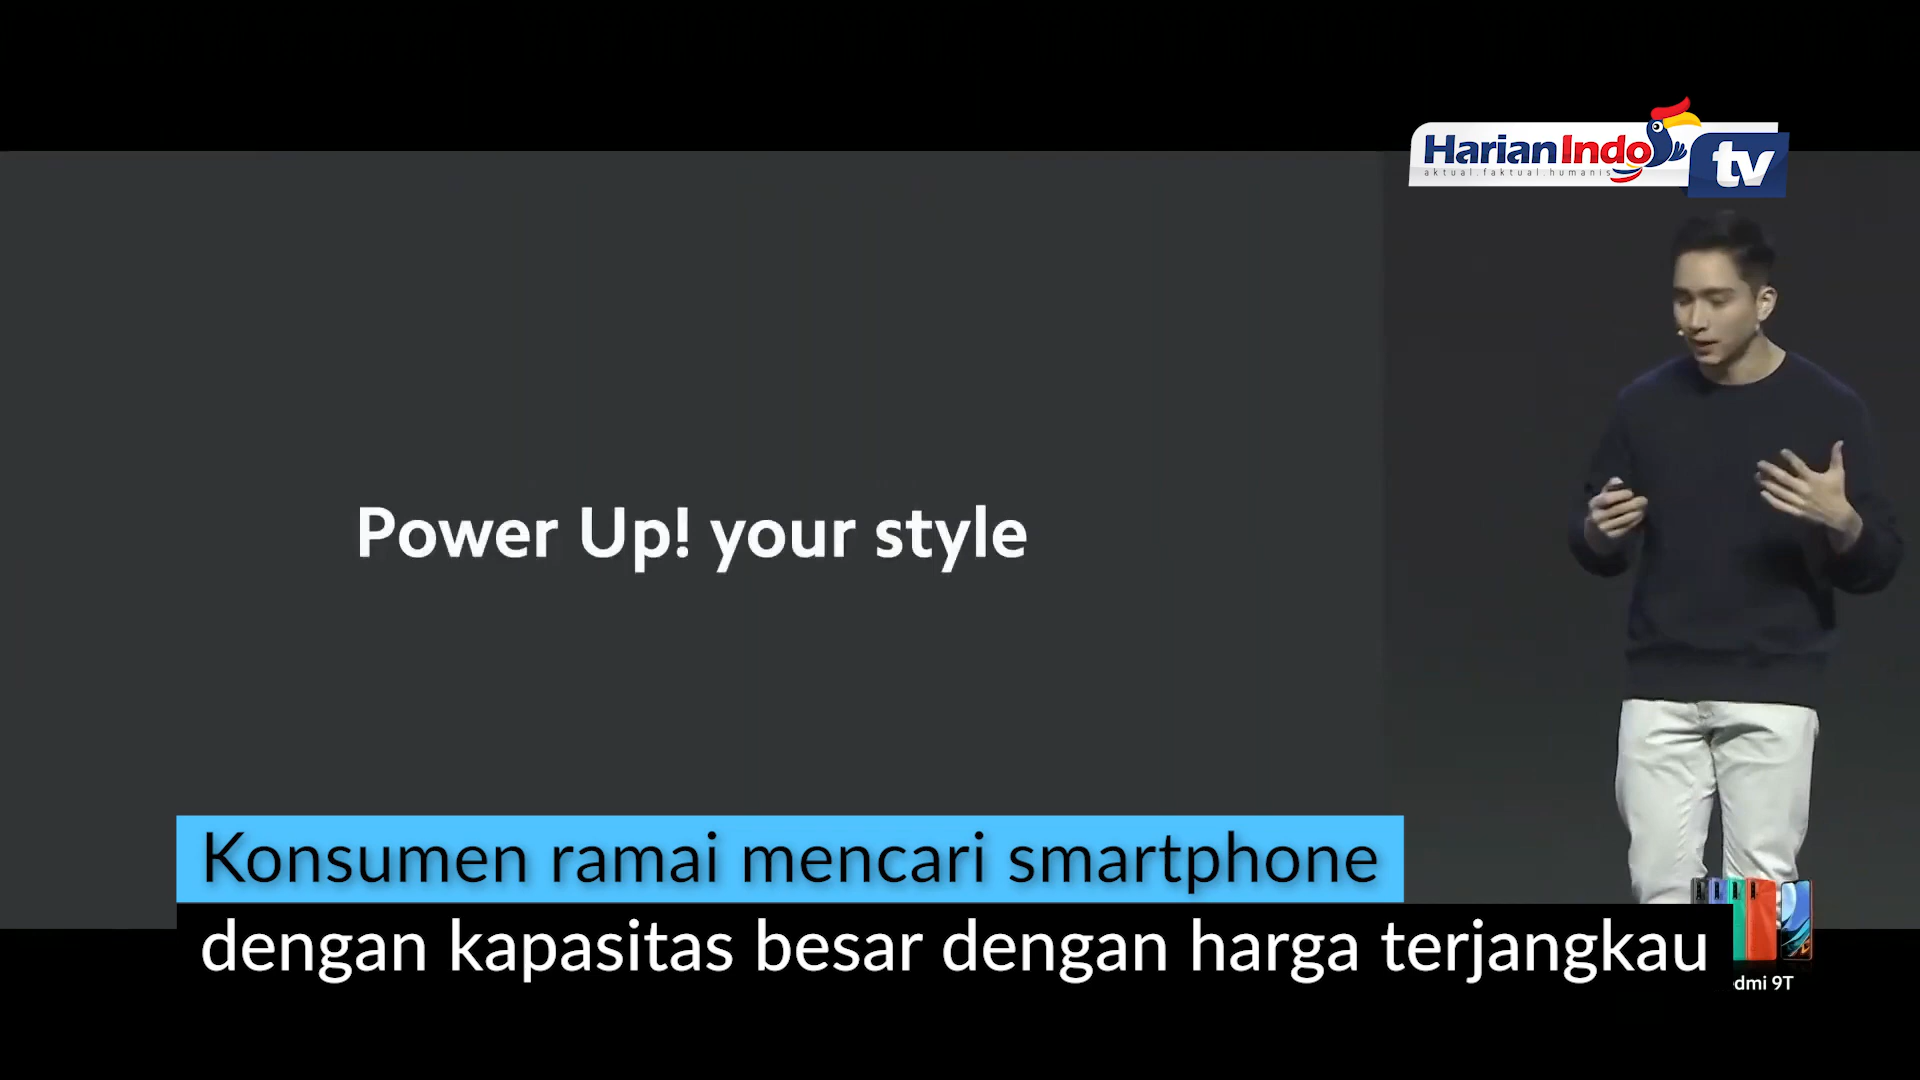 HarianIndo tv
aktual.faktual.humanis
Power Up! your style
Konsumen ramai mencari smartphone
dengan kapasitas besar dengan harga terjangkau
dmi 9T